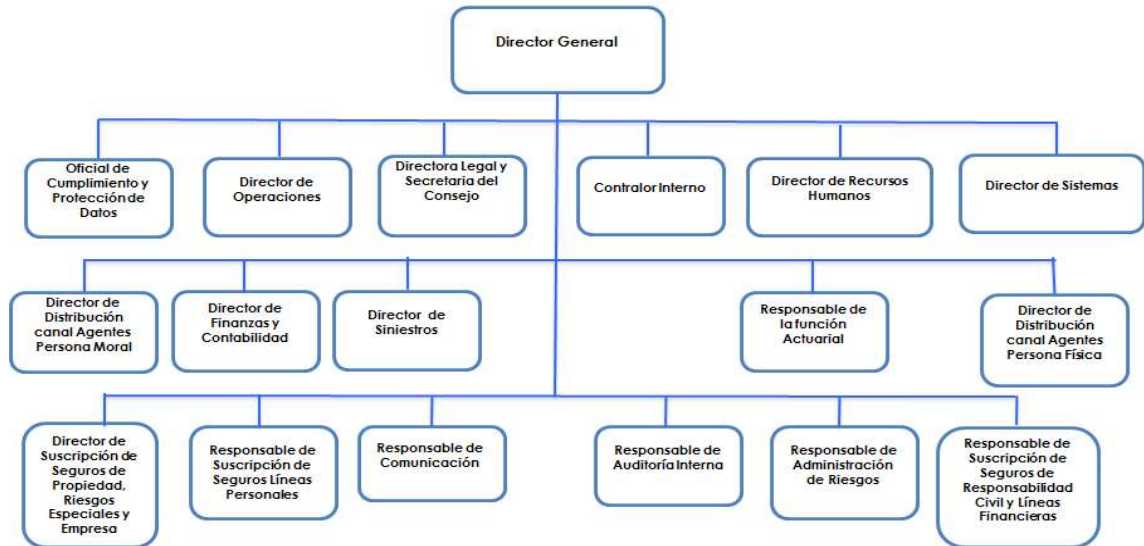 Director General
Oficial de
Cumplimiento y
Protección de
Datos
Director de
Operaciones
Directora Legal y
Secretaria del
Consejo
Contralor Interno
Director de Recursos
Humanos
Director de Sistemas
Director de
Distribución
canal Agentes
Persona Moral
Director de
Finanzas y
Contabilidad
Director de
Siniestros
Responsable de
la función
Actuarial
Director de
Distribución
canal Agentes
Persona Física
Director de
Suscripción de
Seguros de
Propiedad,
Riesgos
Especiales y
Empresa
Responsable de
Suscripción de
Seguros Líneas
Personales
Responsable de
Comunicación
Responsable de
Auditoría Interna
Responsable de
Administración
de Riesgos
Responsable de
Suscripción de
Seguros de
Responsabilidad
Civil y Líneas
Financieras